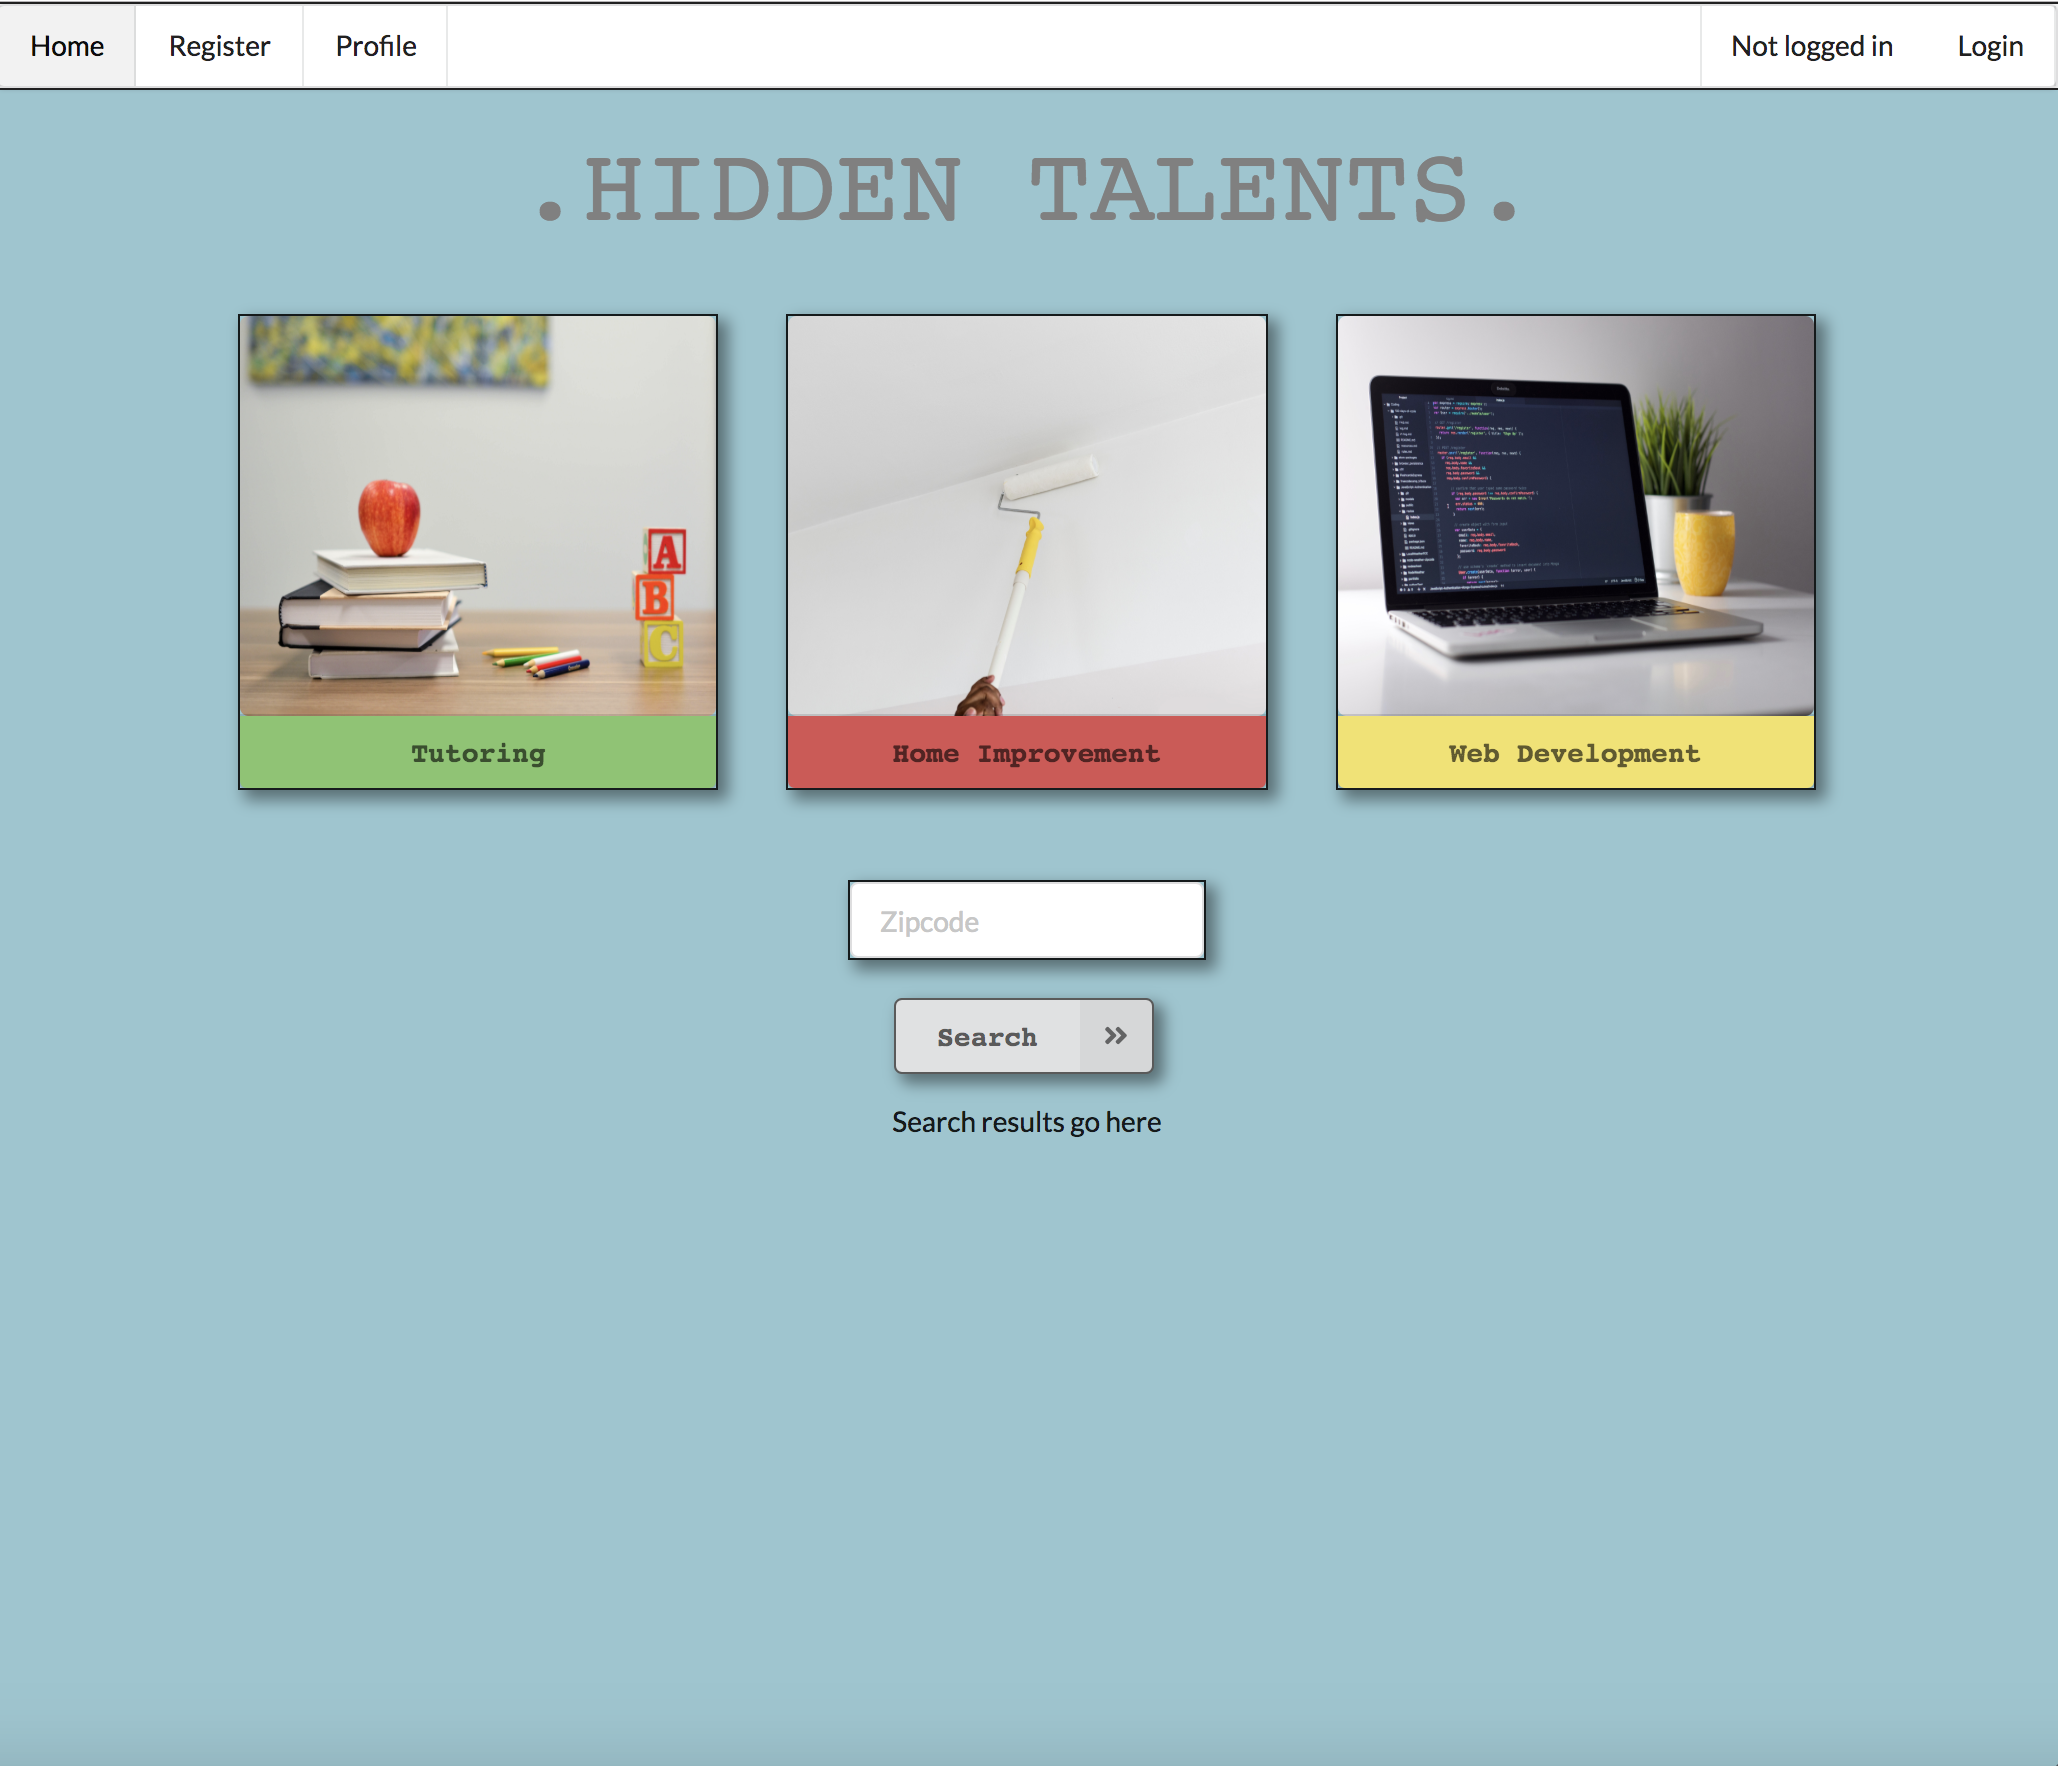 Home Register Profile Not logged in Login
.HIDDEN TALENTS.
A
B
C
Tutoring Home Improvement Web Development
Zipcode
Search »
Search results go here